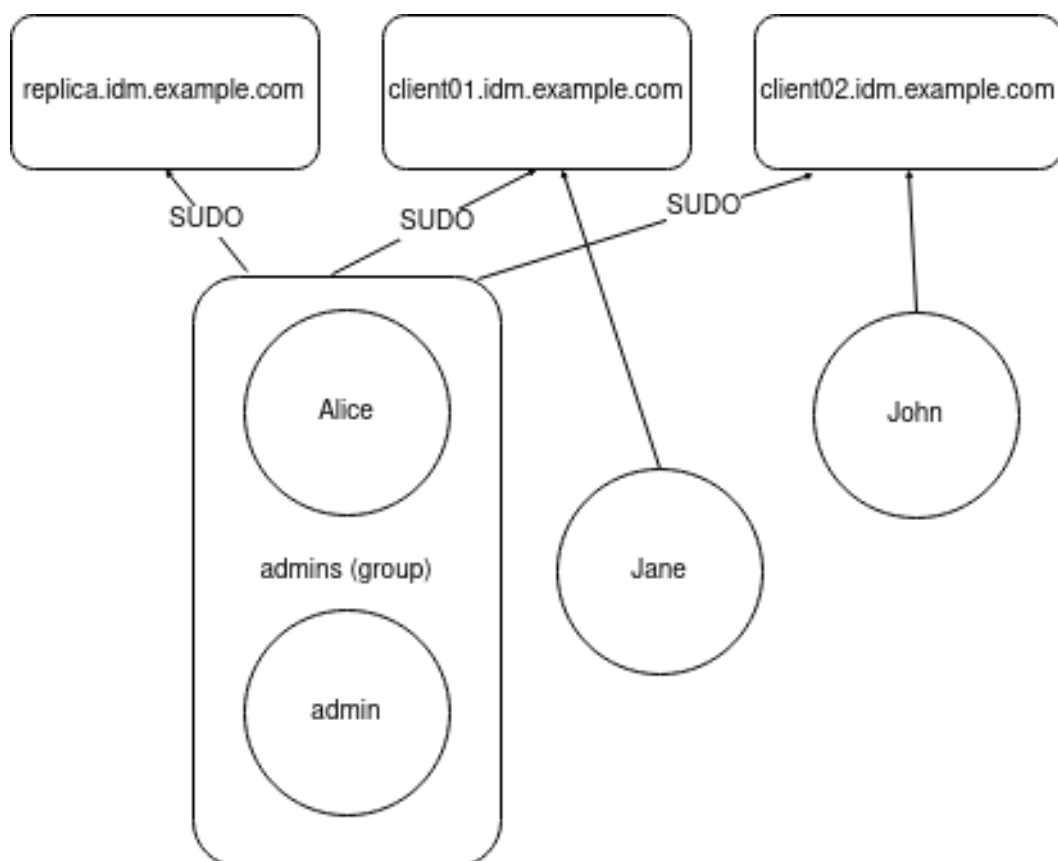 replica.idm.example.com
client01.idm.example.com
client02.idm.example.com
SUDO
SUDO
SUDO
Alice
John
admins (group)
Jane
admin